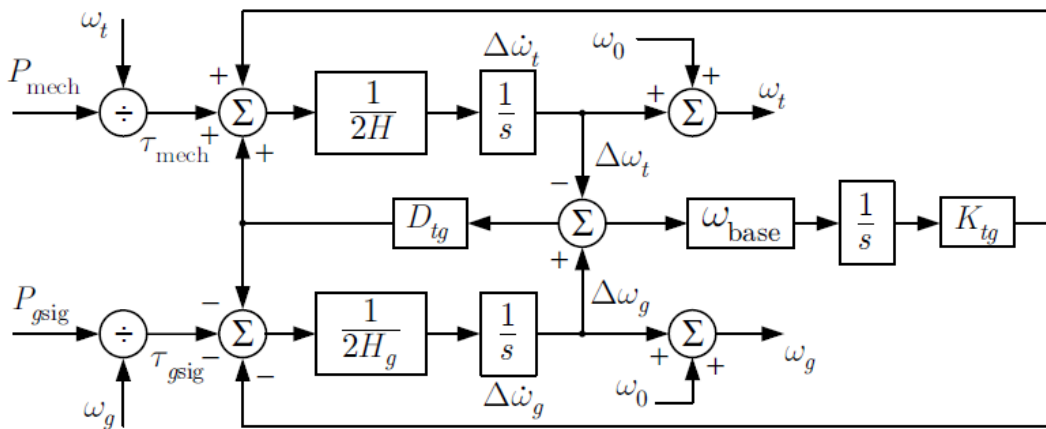 ω_t
P_mech
÷
τ_mech
+
+
Σ
+
1/2H
Δω̇_t
1/s
ω_0
+
+
Σ
ω_t
Δω_t
−
D_tg
Σ
ω_base
1/s
K_tg
+
P_gsig
÷
τ_gsig
ω_g
−
−
Σ
−
1/2H_g
1/s
Δω̇_g
Δω_g
+
Σ
+
ω_0
ω_g